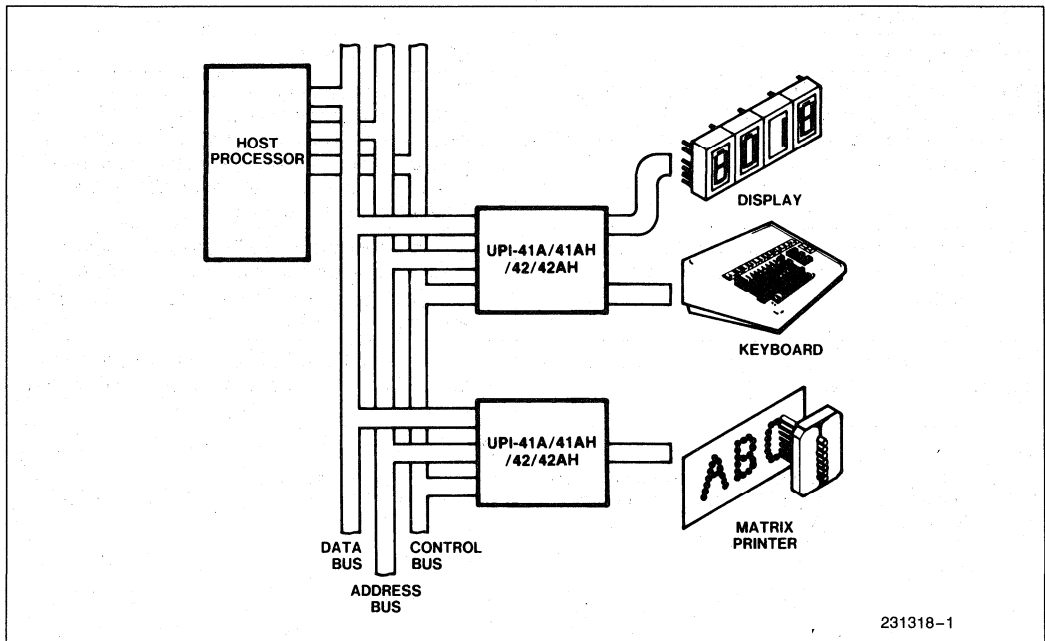 HOST
PROCESSOR
DISPLAY
UPI-41A/41AH
/42/42AH
KEYBOARD
UPI-41A/41AH
/42/42AH
ABC
MATRIX
PRINTER
DATA
BUS
CONTROL
BUS
ADDRESS
BUS
231318-1